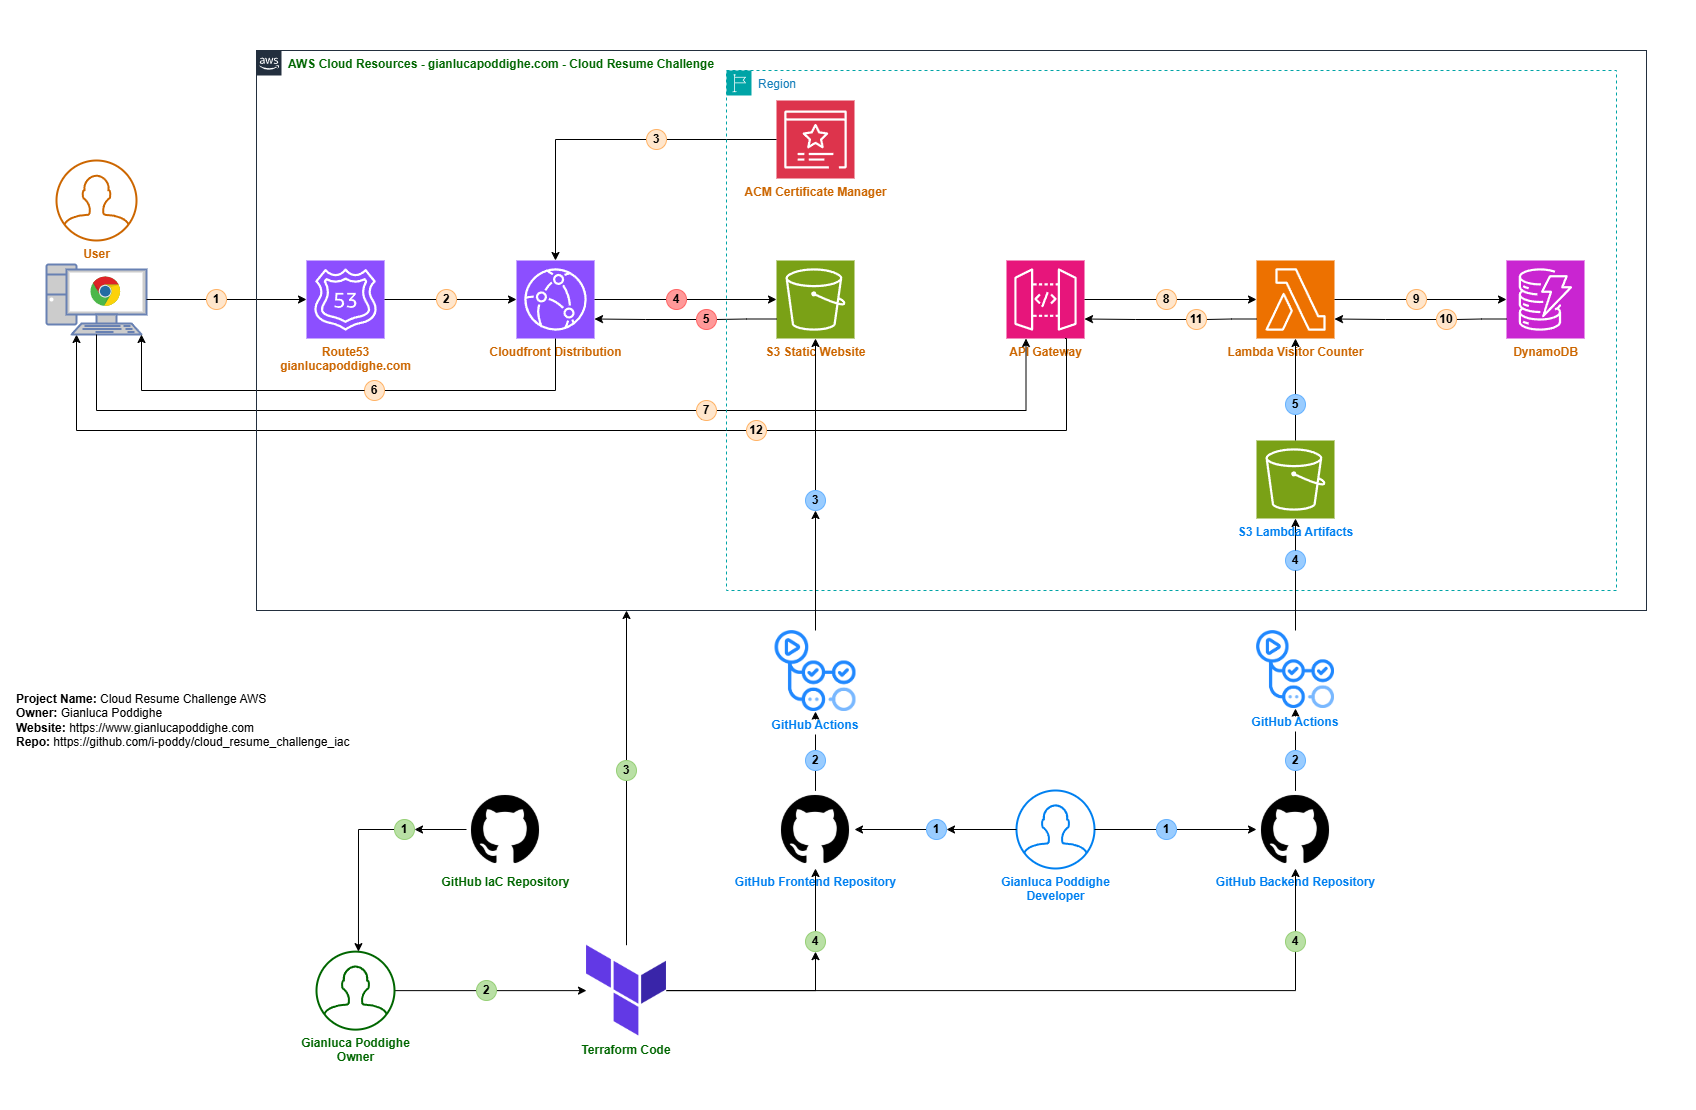 aws
AWS Cloud Resources - gianlucapoddighe.com - Cloud Resume Challenge
Region
3
ACM Certificate Manager
User
1
53
2
4
5
8
11
9
10
Route53
gianlucapoddighe.com
Cloudfront Distribution
S3 Static Website
API Gateway
Lambda Visitor Counter
DynamoDB
6
7
12
5
3
S3 Lambda Artifacts
4
GitHub Actions
GitHub Actions
Project Name: Cloud Resume Challenge AWS
Owner: Gianluca Poddighe
Website: https://www.gianlucapoddighe.com
Repo: https://github.com/i-poddy/cloud_resume_challenge_iac
3
2
2
1
1
1
GitHub IaC Repository
GitHub Frontend Repository
Gianluca Poddighe
Developer
GitHub Backend Repository
4
4
2
Gianluca Poddighe
Owner
Terraform Code